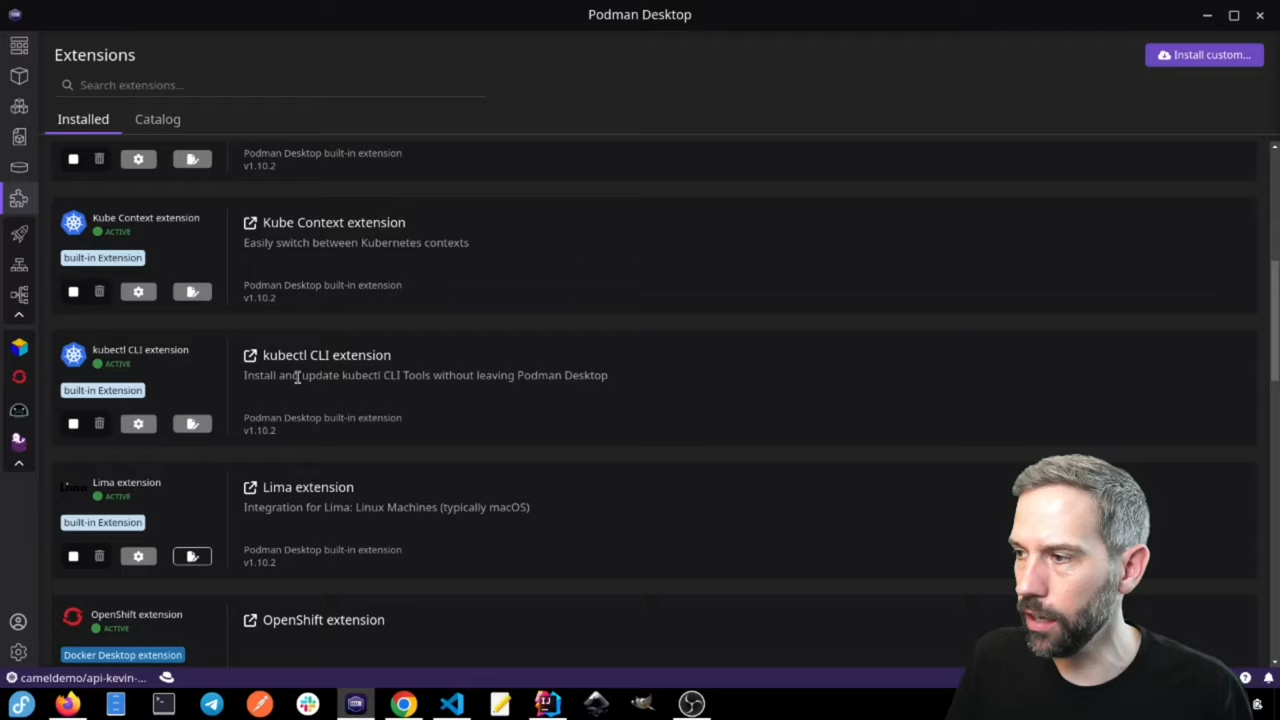 Podman Desktop
Extensions
Install custom...
Search extensions...
Installed
Catalog
Podman Desktop built-in extension
v1.10.2
Kube Context extension
ACTIVE
built-in Extension
Kube Context extension
Easily switch between Kubernetes contexts
Podman Desktop built-in extension
v1.10.2
kubectl CLI extension
ACTIVE
built-in Extension
kubectl CLI extension
Install and update kubectl CLI Tools without leaving Podman Desktop
Podman Desktop built-in extension
v1.10.2
Lima extension
ACTIVE
built-in Extension
Lima extension
Integration for Lima: Linux Machines (typically macOS)
Podman Desktop built-in extension
v1.10.2
OpenShift extension
ACTIVE
Docker Desktop extension
OpenShift extension
cameldemo/api-kevin-...